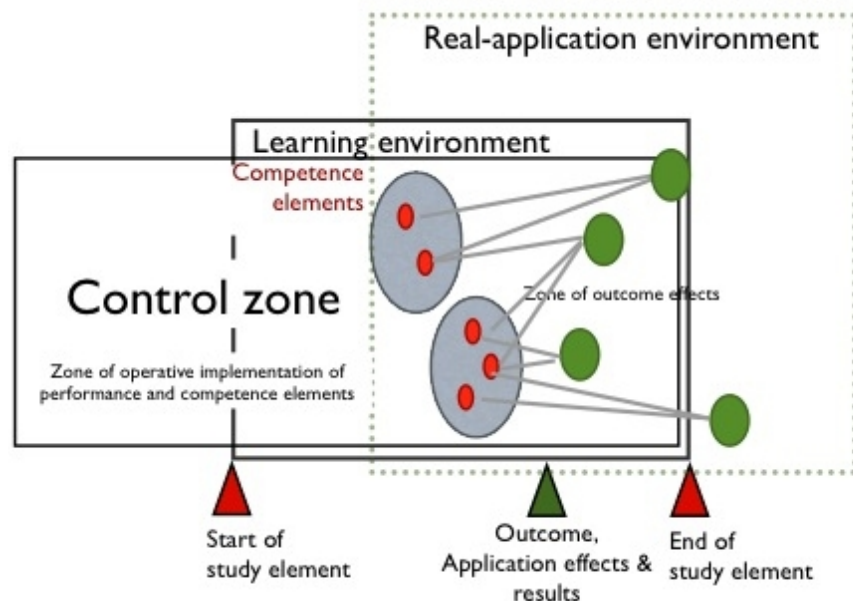 Real-application environment
Learning environment
Competence
elements
Control zone
Zone of outcome effects
Zone of operative implementation of
performance and competence elements
Start of
study element
Outcome,
Application effects &
results
End of
study element